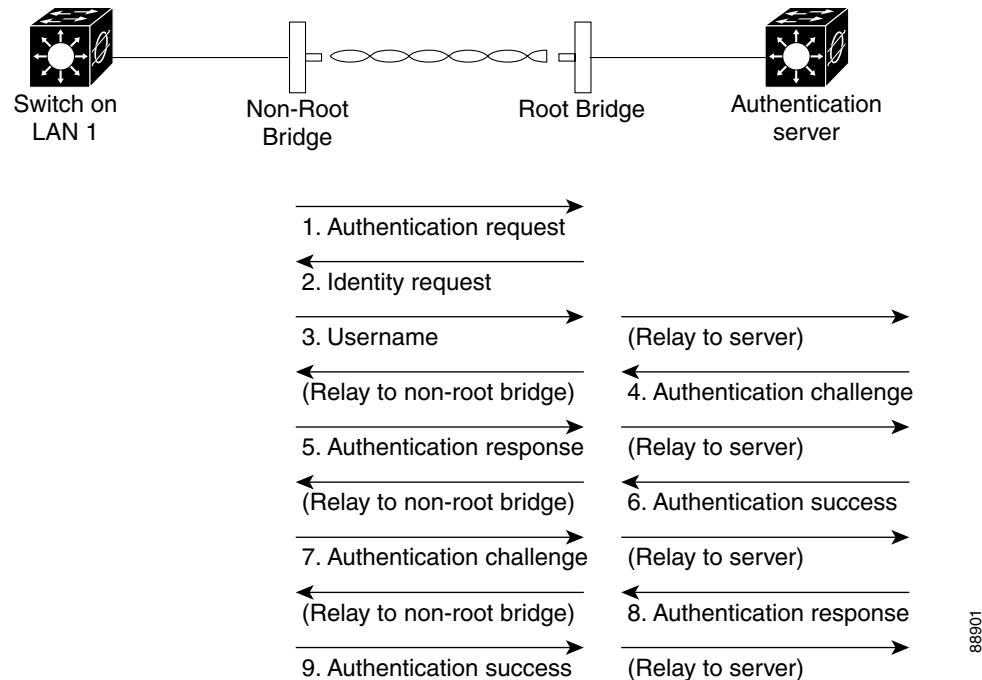 Switch on
LAN 1
Non-Root
Bridge
Root Bridge
Authentication
server
1. Authentication request
2. Identity request
3. Username
(Relay to server)
(Relay to non-root bridge)
4. Authentication challenge
5. Authentication response
(Relay to server)
(Relay to non-root bridge)
6. Authentication success
7. Authentication challenge
(Relay to server)
(Relay to non-root bridge)
8. Authentication response
9. Authentication success
(Relay to server)
88901